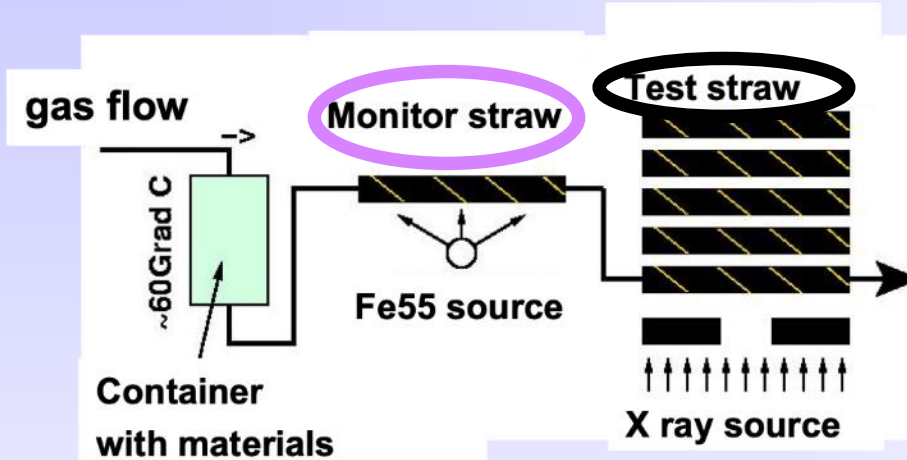 gas flow
->
Monitor straw
Test straw
~60Grad C
Fe55 source
Container
with materials
X ray source